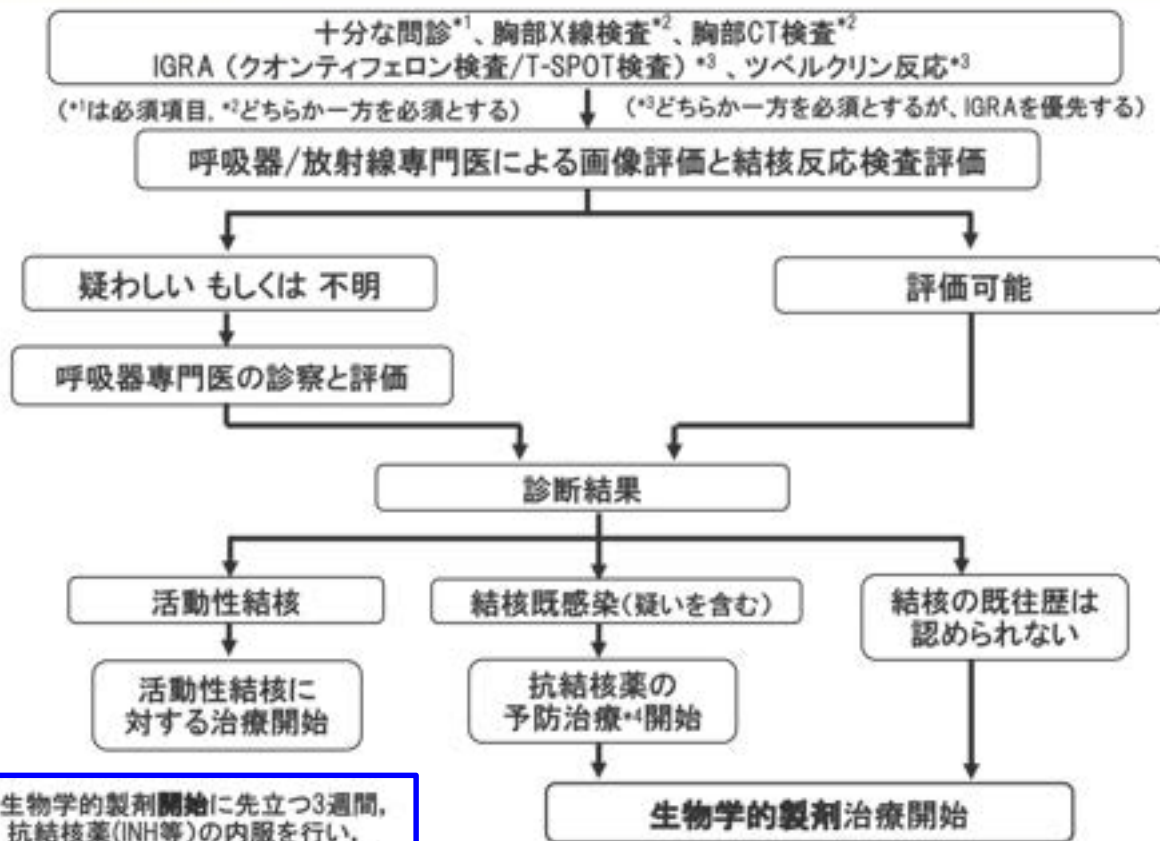 十分な問診*1、胸部X線検査*2、胸部CT検査*2
IGRA (クオンティフェロン検査/T-SPOT検査) *3 、ツベルクリン反応*3
(*1は必須項目, *2どちらか一方を必須とする)
(*3どちらか一方を必須とするが、IGRAを優先する)
呼吸器/放射線専門医による画像評価と結核反応検査評価
疑わしい もしくは 不明
評価可能
呼吸器専門医の診察と評価
診断結果
活動性結核
結核既感染(疑いを含む)
結核の既往歴は
認められない
活動性結核に
対する治療開始
抗結核薬の
予防治療*4開始
生物学的製剤開始に先立つ3週間,
抗結核薬(INH等)の内服を行い、
生物学的製剤治療開始